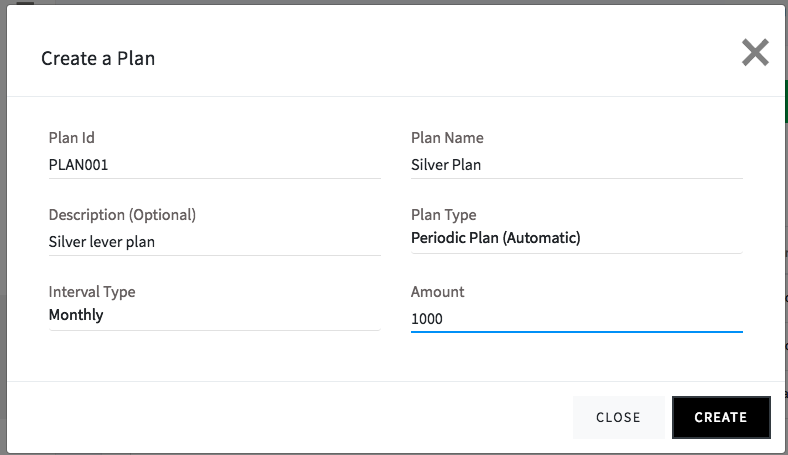 Create a Plan
Plan Id
PLAN001
Plan Name
Silver Plan
Description (Optional)
Silver lever plan
Plan Type
Periodic Plan (Automatic)
Interval Type
Monthly
Amount
1000
CLOSE
CREATE